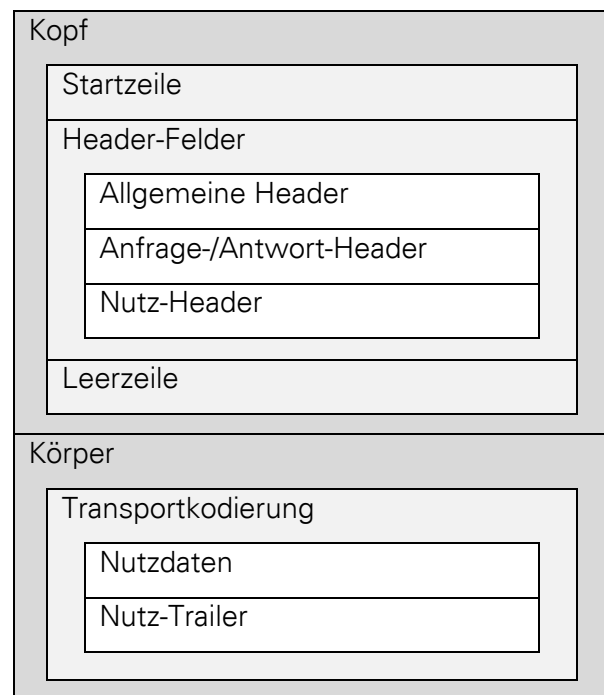 Kopf
Startzeile
Header-Felder
Allgemeine Header
Anfrage-/Antwort-Header
Nutz-Header
Leerzeile
Körper
Transportkodierung
Nutzdaten
Nutz-Trailer